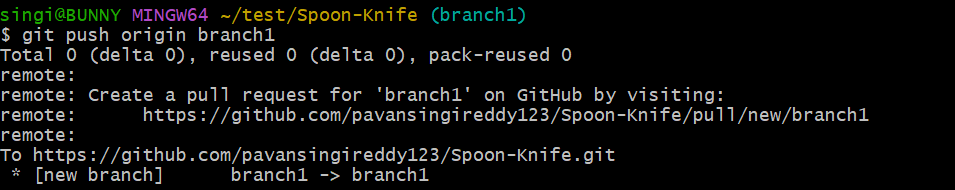 singi@BUNNY MINGW64 ~/test/Spoon-Knife (branch1)
$ git push origin branch1
Total 0 (delta 0), reused 0 (delta 0), pack-reused 0
remote:
remote: Create a pull request for 'branch1' on GitHub by visiting:
remote:      https://github.com/pavansingireddy123/Spoon-Knife/pull/new/branch1
remote:
To https://github.com/pavansingireddy123/Spoon-Knife.git
 * [new branch]      branch1 -> branch1